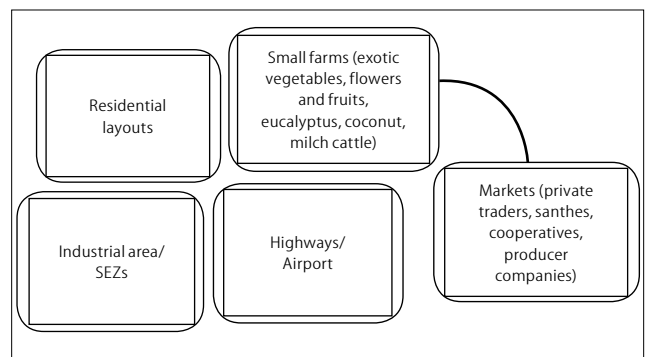 Residential
layouts
Small farms (exotic
vegetables, flowers
and fruits,
eucalyptus, coconut,
milch cattle)
Industrial area/
SEZs
Highways/
Airport
Markets (private
traders, santhes,
cooperatives,
producer
companies)